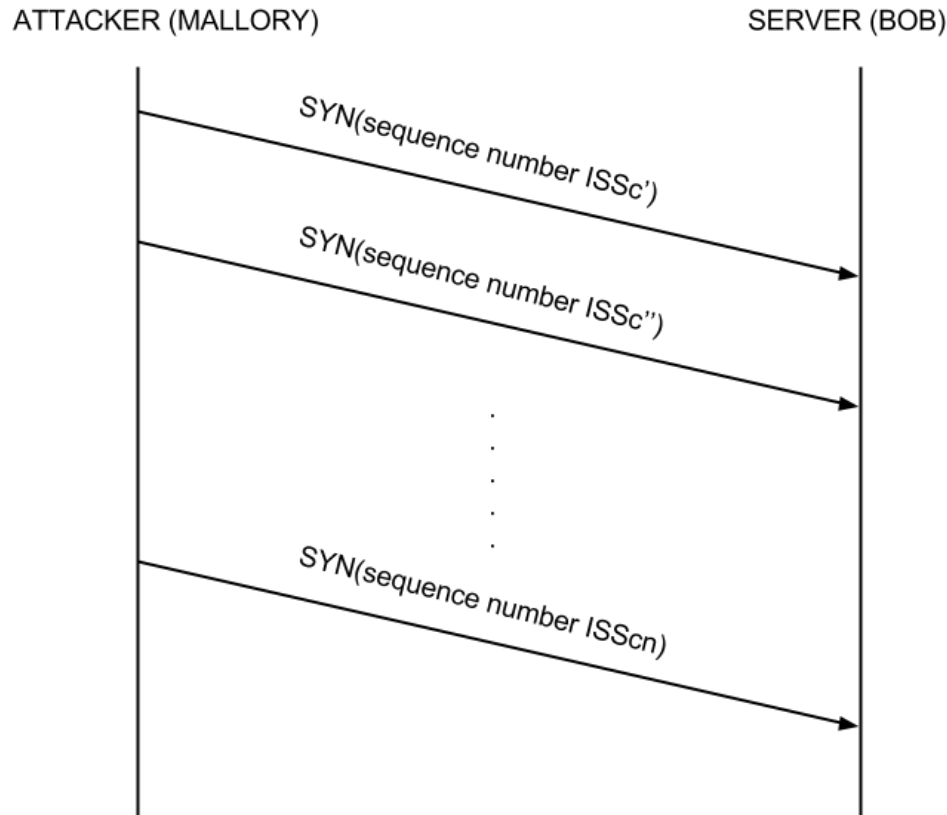 ATTACKER (MALLORY)
SERVER (BOB)
SYN(sequence number ISSc')
SYN(sequence number ISSc'')
SYN(sequence number ISScn)